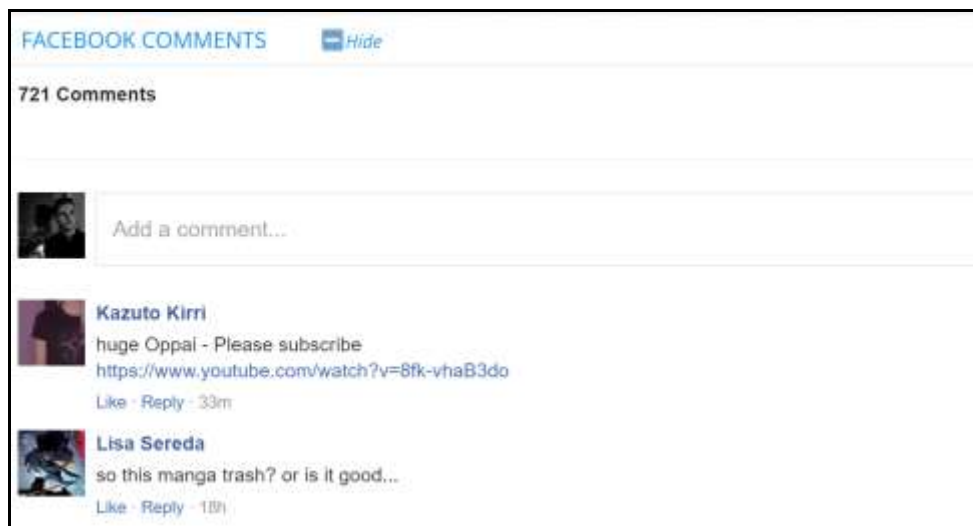 FACEBOOK COMMENTS Hide
721 Comments
Add a comment...
Kazuto Kirri
huge Oppai - Please subscribe
https://www.youtube.com/watch?v=8fk-vhaB3do
Like · Reply · 33m
Lisa Sereda
so this manga trash? or is it good...
Like · Reply · 18h